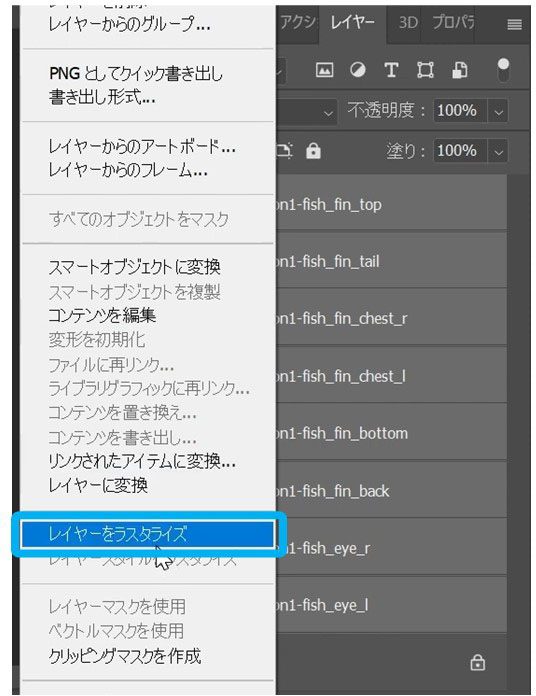 レイヤーからのグループ...
PNG としてクイック書き出し
書き出し形式...
レイヤーからのアートボード...
レイヤーからのフレーム...
すべてのオブジェクトをマスク
スマートオブジェクトに変換
スマートオブジェクトを複製
コンテンツを編集
変形を初期化
ファイルに再リンク...
ライブラリグラフィックに再リンク...
コンテンツを置き換え...
コンテンツを書き出し...
リンクされたアイテムに変換...
レイヤーに変換
レイヤーをラスタライズ
レイヤースタイル ラスタライズ
レイヤーマスクを使用
ベクトルマスクを使用
クリッピングマスクを作成
アクシ レイヤー 3D プロパテ
不透明度: 100%
塗り: 100%
on1-fish_fin_top
on1-fish_fin_tail
on1-fish_fin_chest_r
on1-fish_fin_chest_l
on1-fish_fin_bottom
on1-fish_fin_back
on1-fish_eye_r
on1-fish_eye_l